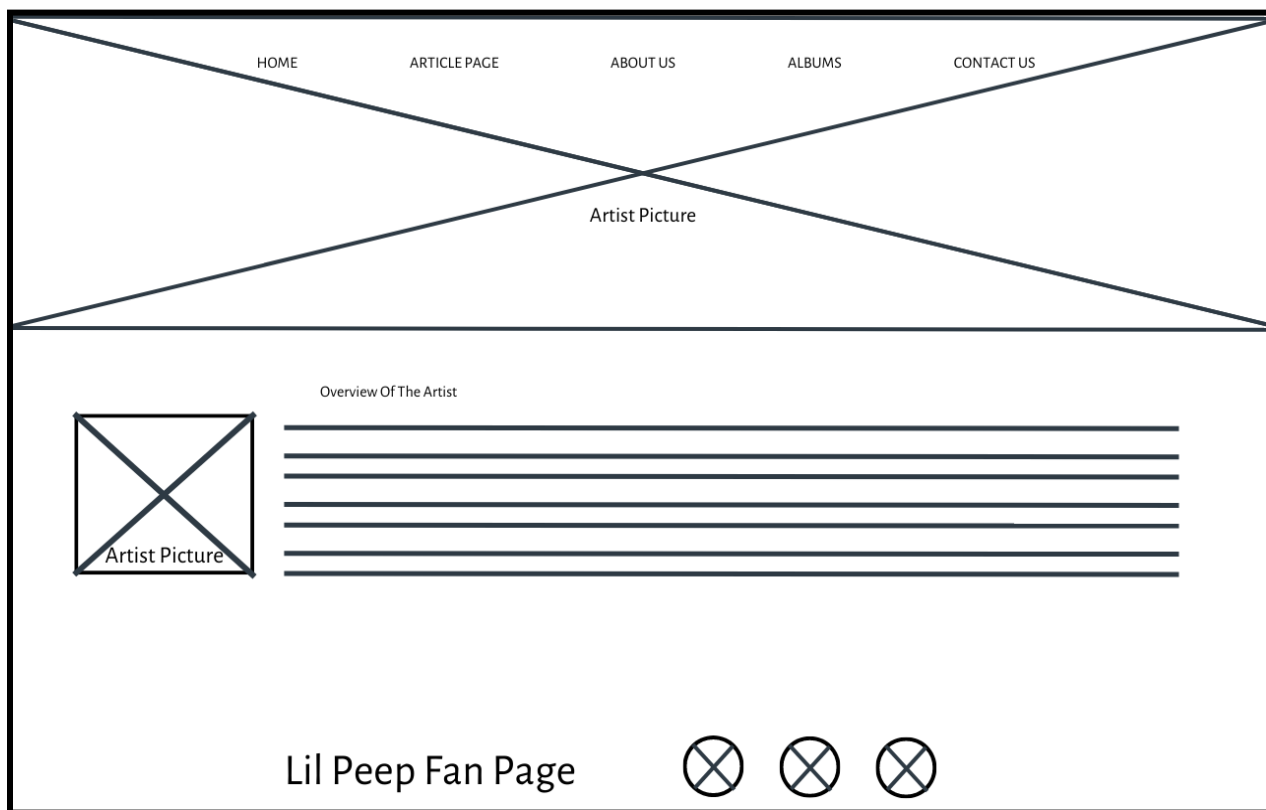 HOME ARTICLE PAGE ABOUT US ALBUMS CONTACT US
Artist Picture
Overview Of The Artist
Artist Picture
Lil Peep Fan Page